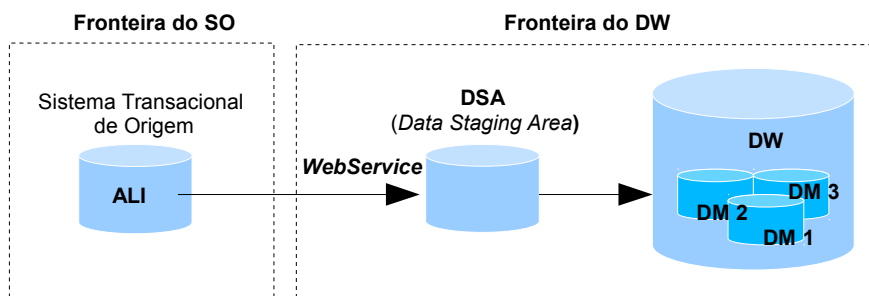 Fronteira do SO
Fronteira do DW
Sistema Transacional
de Origem
ALI
WebService
DSA
(Data Staging Area)
DW
DM 2
DM 3
DM 1